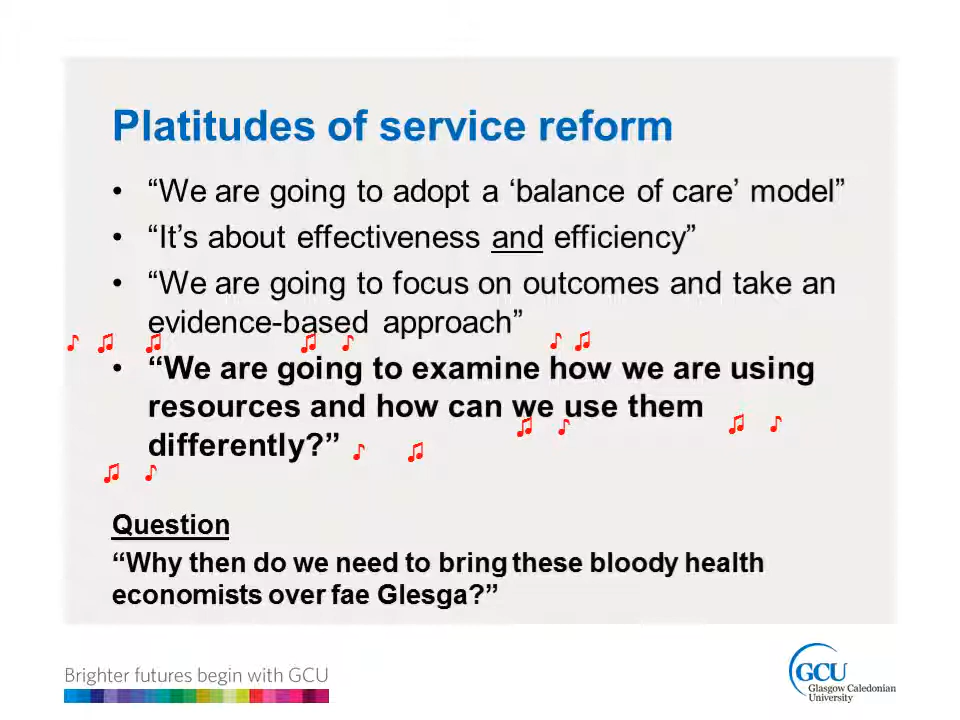 Platitudes of service reform
• “We are going to adopt a ‘balance of care’ model”
• “It’s about effectiveness and efficiency”
• “We are going to focus on outcomes and take an
evidence-based approach”
• “We are going to examine how we are using
resources and how can we use them
differently?”
Question
“Why then do we need to bring these bloody health
economists over fae Glesga?”
Brighter futures begin with GCU
GCU
Glasgow Caledonian
University